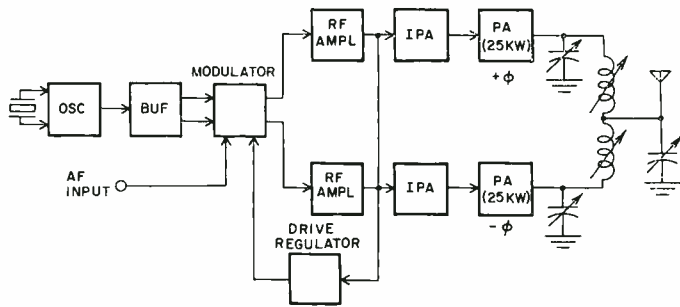 RF
AMPL
IPA
PA
(25KW)
+ϕ
MODULATOR
OSC
BUF
AF
INPUT
RF
AMPL
IPA
PA
(25KW)
−ϕ
DRIVE
REGULATOR